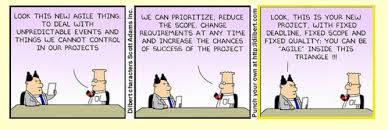 LOOK THIS NEW AGILE THING,
TO DEAL WITH
UNPREDICTABLE EVENTS AND
THINGS WE CANNOT CONTROL
IN OUR PROJECTS
Dilbert characters Scott Adams Inc.
WE CAN PRIORITIZE, REDUCE
THE SCOPE, CHANGE
REQUIREMENTS AT ANY TIME
AND INCREASE THE CHANCES
OF SUCCESS OF THE PROJECT
LOOK, THIS IS YOUR NEW
PROJECT, WITH FIXED
DEADLINE, FIXED SCOPE AND
FIXED QUALITY: YOU CAN BE
"AGILE" INSIDE THIS
TRIANGLE !!!
Punch your own at http://dilbert.com